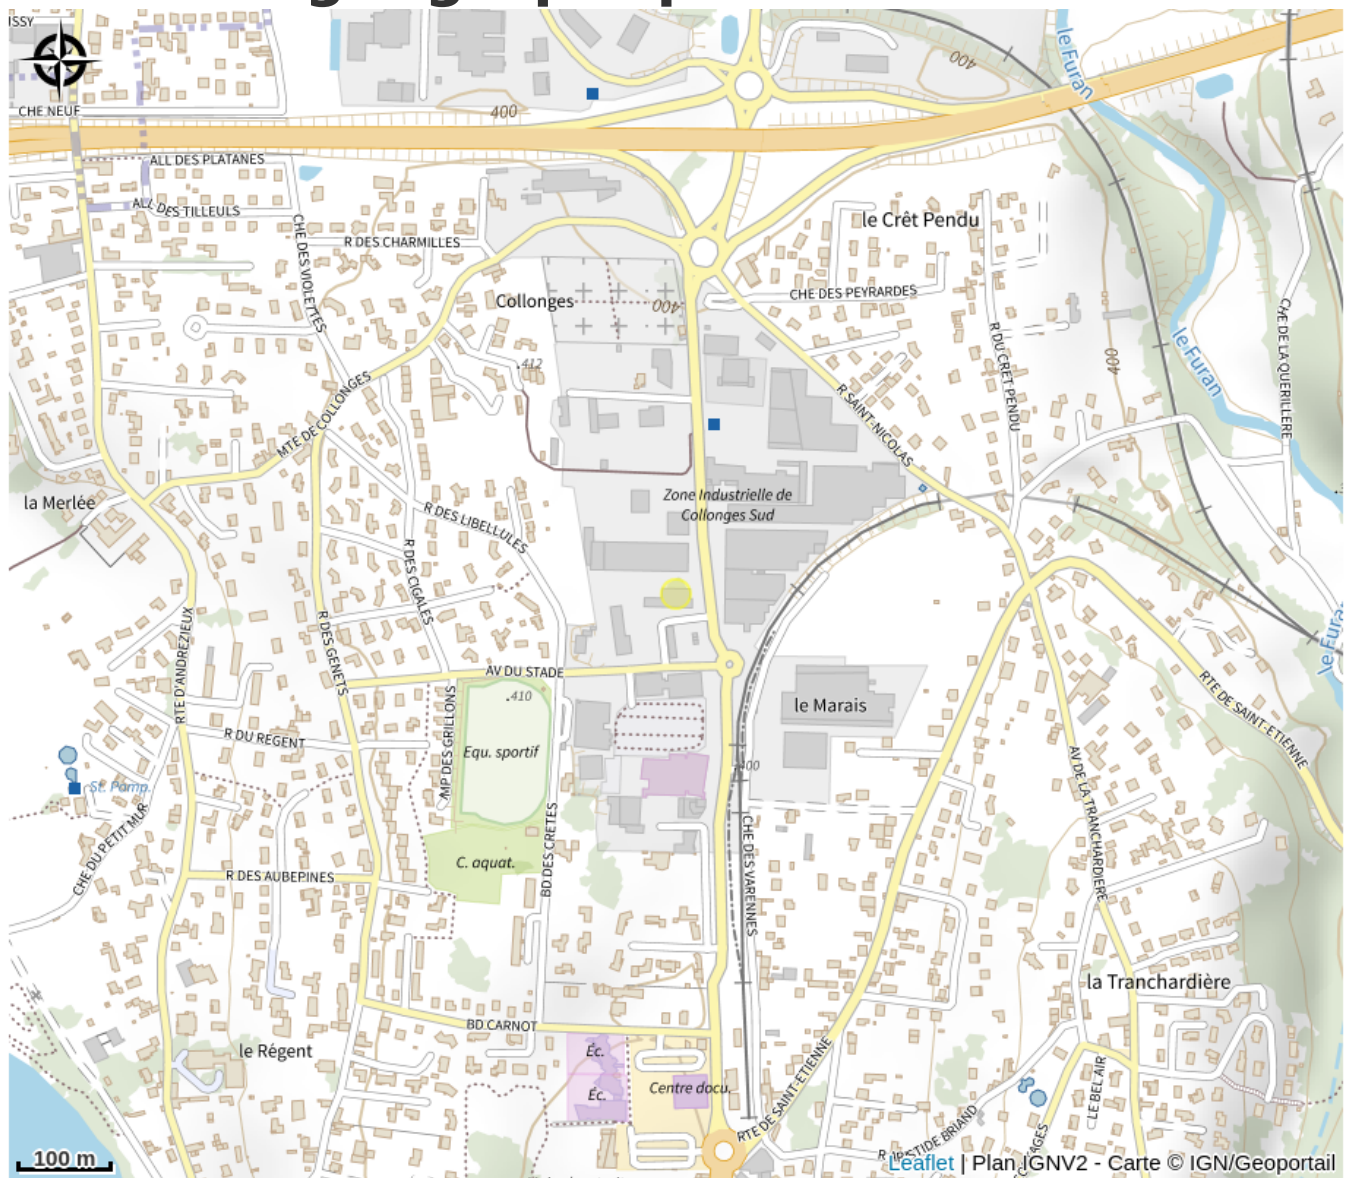 ISSY
CHE NEUF
400
400
le Furan
ALL DES PLATANES
ALL DES TILLEULS
CHE DES VIOLETTES
R DES CHARMILLES
le Crêt Pendu
Collonges
400
CHE DES PEYRARDES
412
R DU CRET PENDU
400
le Furan
CHE DE LA QUERILLERE
MTE DE COLLONGES
R SAINT-NICOLAS
la Merlée
Zone Industrielle de
Collonges Sud
R DES LIBELLULES
R DES CIGALES
RTE D'ANDREZIEUX
R DES GENETS
le Furan
AV DU STADE
410
le Marais
RTE DE SAINT-ETIENNE
R DU REGENT
IMP DES GRILLONS
Equ. sportif
400
AV DE LA TRANCHARDIERE
St. Pomp.
CHE DU PETIT MUR
BD DES CRETES
CHE DES VARENNES
C. aquat.
R DES AUBEPINES
la Tranchardière
BD CARNOT
le Régent
Éc.
Éc.
Centre docu.
RTE DE SAINT-ETIENNE
LE BEL AIR
100 m
Leaflet | Plan IGNV2 - Carte © IGN/Geoportail